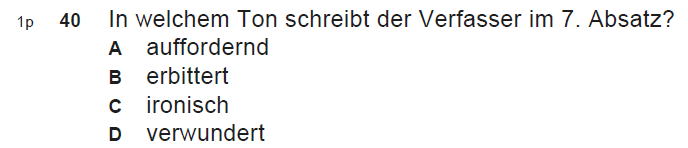 1p 40 In welchem Ton schreibt der Verfasser im 7. Absatz?
A auffordernd
B erbittert
C ironisch
D verwundert